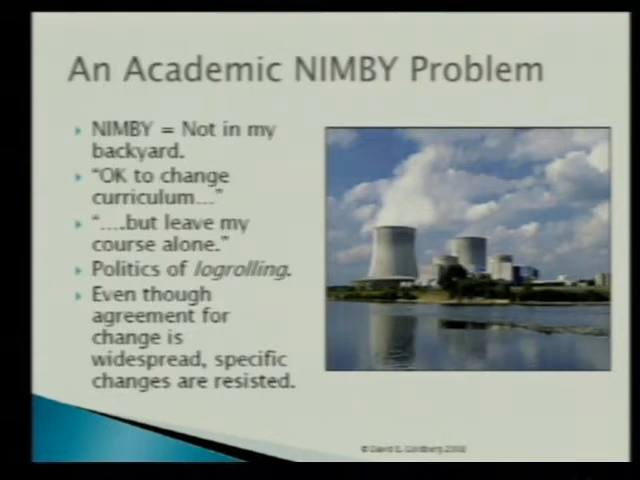 An Academic NIMBY Problem
NIMBY = Not in my
backyard.
“OK to change
curriculum…”
“….but leave my
course alone.”
Politics of logrolling.
Even though
agreement for
change is
widespread, specific
changes are resisted.
© David E. Goldberg 2008